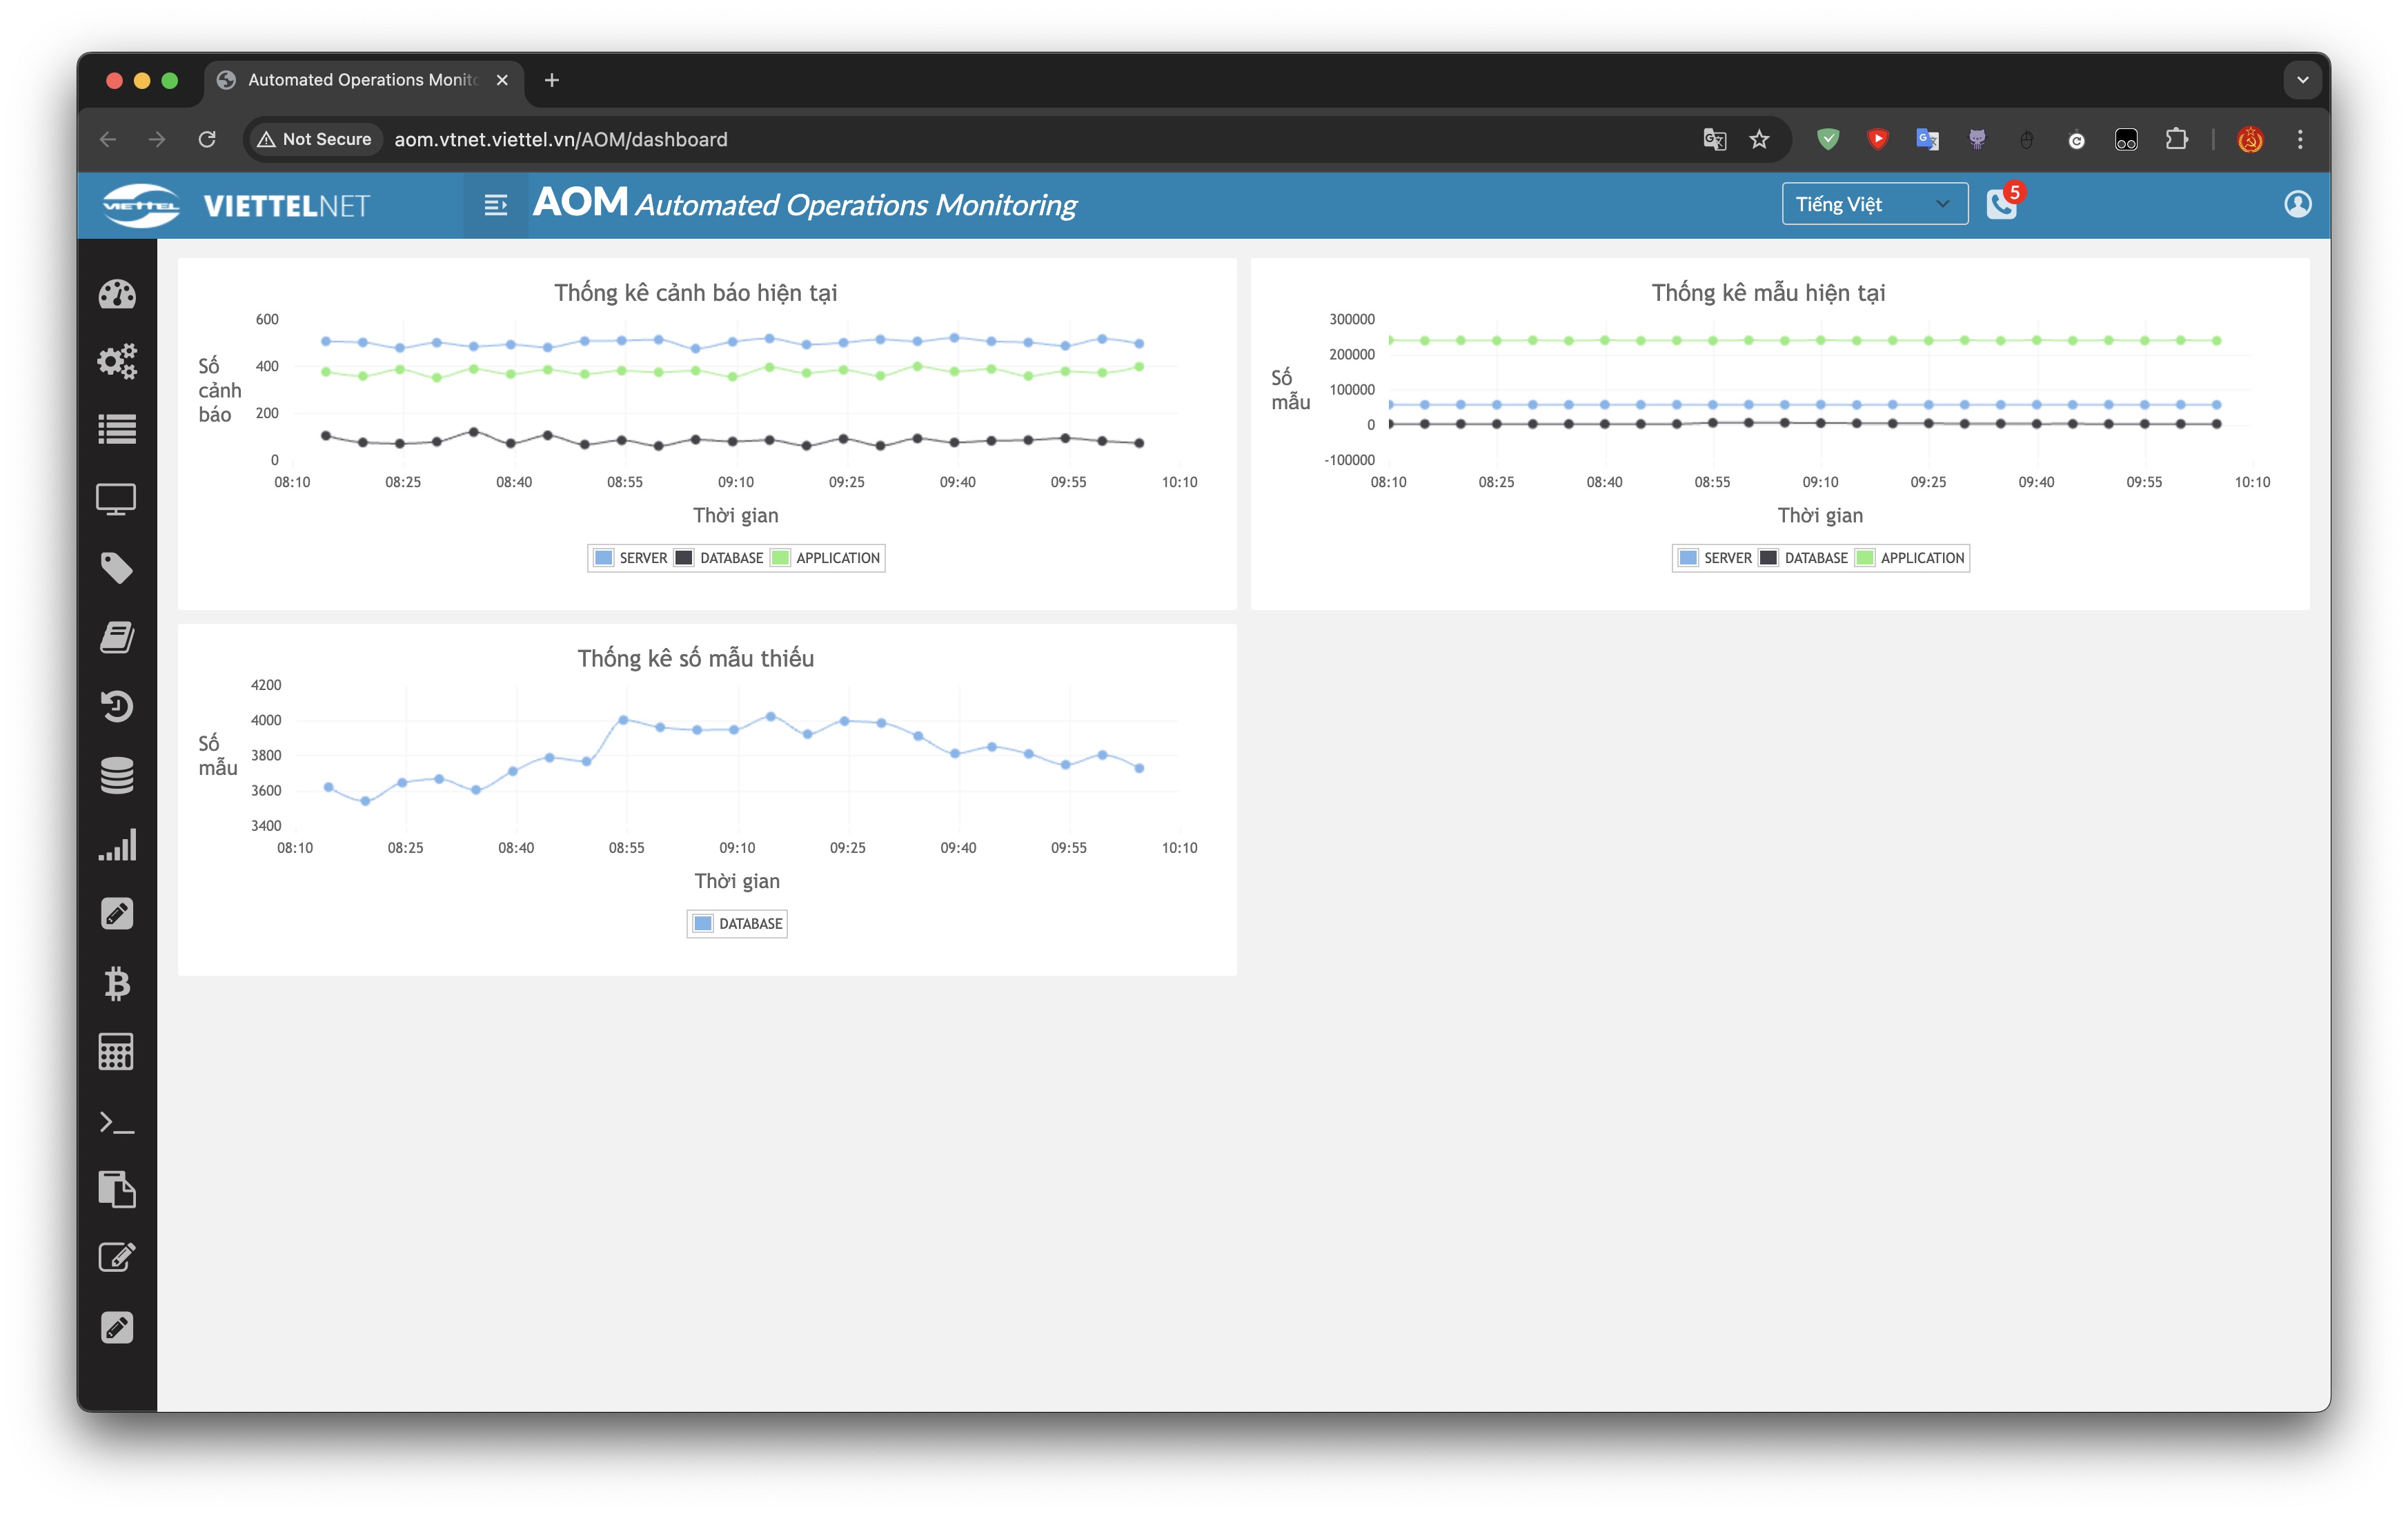 Automated Operations Monito
Not Secure
aom.vtnet.viettel.vn/AOM/dashboard
VIETTEL
VIETTELNET
AOM Automated Operations Monitoring
Tiếng Việt
5
Thống kê cảnh báo hiện tại
Số
cảnh
báo
600
400
200
0
08:10 08:25 08:40 08:55 09:10 09:25 09:40 09:55 10:10
Thời gian
SERVER DATABASE APPLICATION
Thống kê mẫu hiện tại
Số
mẫu
300000
200000
100000
0
-100000
08:10 08:25 08:40 08:55 09:10 09:25 09:40 09:55 10:10
Thời gian
SERVER DATABASE APPLICATION
Thống kê số mẫu thiếu
Số
mẫu
4200
4000
3800
3600
3400
08:10 08:25 08:40 08:55 09:10 09:25 09:40 09:55 10:10
Thời gian
DATABASE